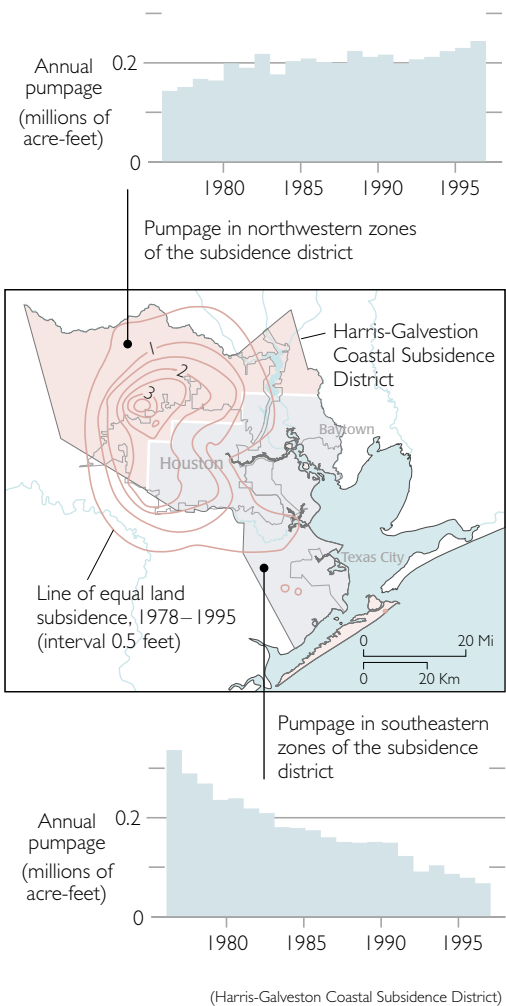 0.2
Annual
pumpage
(millions of
acre-feet)
0
1980 1985 1990 1995
Pumpage in northwestern zones
of the subsidence district
Harris-Galvestion
Coastal Subsidence
District
1
2
3
Baytown
Houston
Texas City
Line of equal land
subsidence, 1978–1995
(interval 0.5 feet)
0 20 Mi
0 20 Km
Pumpage in southeastern
zones of the subsidence
district
0.2
Annual
pumpage
(millions of
acre-feet)
0
1980 1985 1990 1995
(Harris-Galveston Coastal Subsidence District)